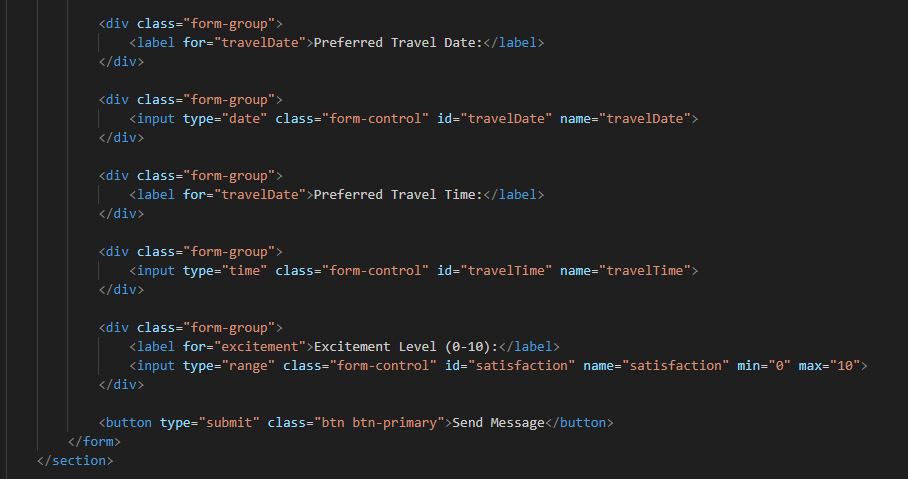 <div class="form-group">
<label for="travelDate">Preferred Travel Date:</label>
</div>
<div class="form-group">
<input type="date" class="form-control" id="travelDate" name="travelDate">
</div>
<div class="form-group">
<label for="travelDate">Preferred Travel Time:</label>
</div>
<div class="form-group">
<input type="time" class="form-control" id="travelTime" name="travelTime">
</div>
<div class="form-group">
<label for="excitement">Excitement Level (0-10):</label>
<input type="range" class="form-control" id="satisfaction" name="satisfaction" min="0" max="10">
</div>
<button type="submit" class="btn btn-primary">Send Message</button>
</form>
</section>